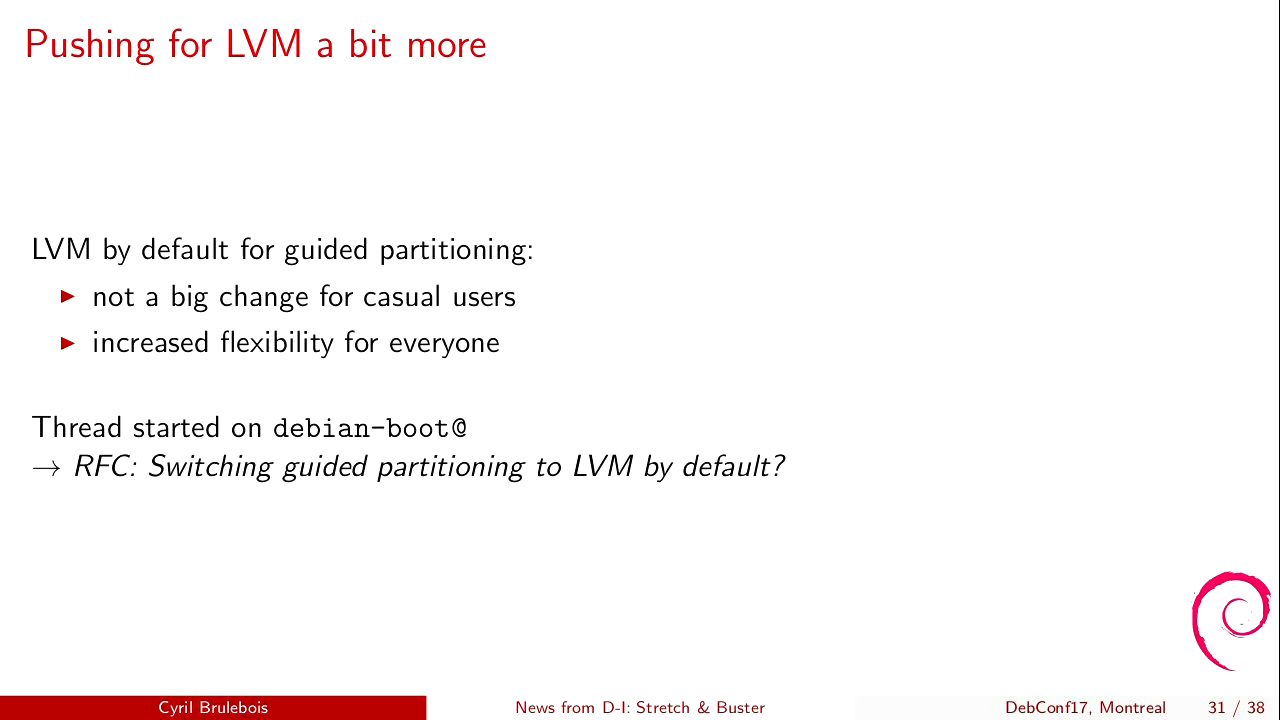 Pushing for LVM a bit more
LVM by default for guided partitioning:
▶ not a big change for casual users
▶ increased flexibility for everyone
Thread started on debian-boot@
→ RFC: Switching guided partitioning to LVM by default?
Cyril Brulebois
News from D-I: Stretch & Buster
DebConf17, Montreal
31 / 38